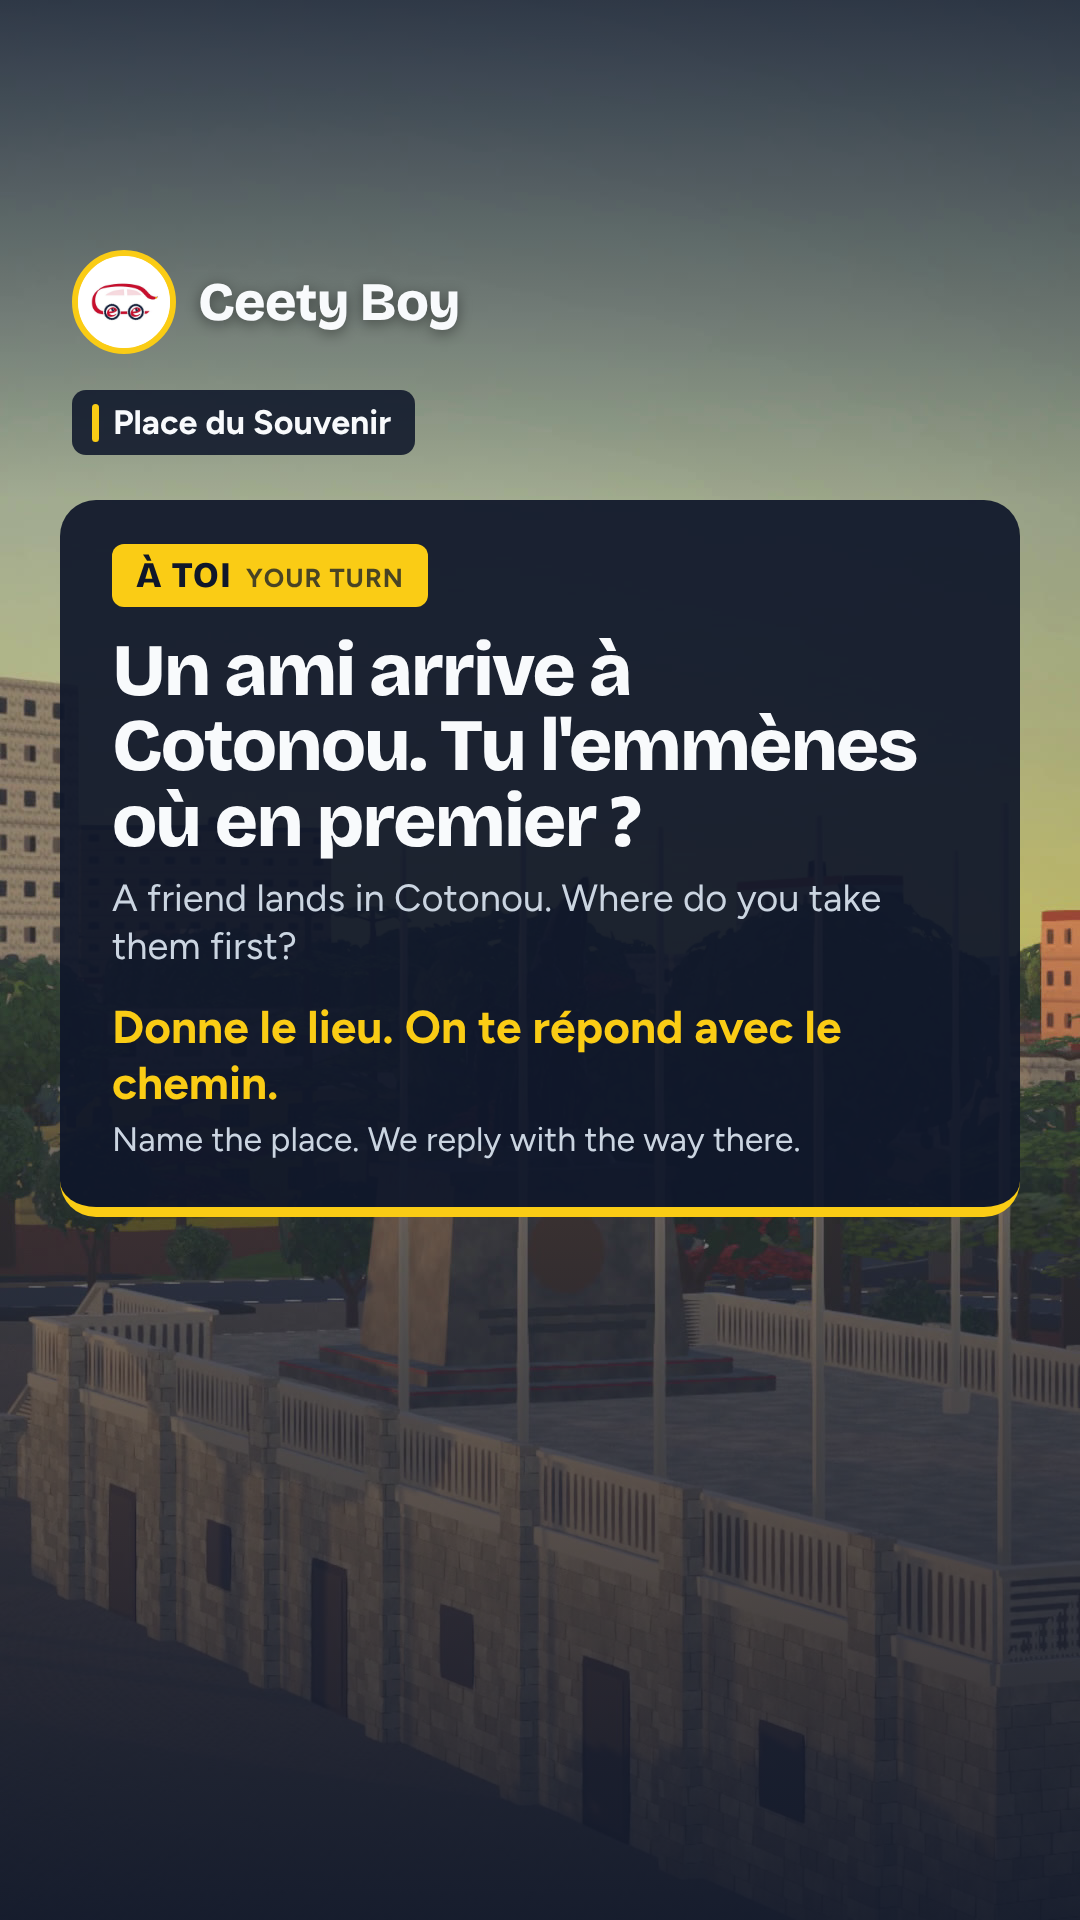 Ceety Boy
Place du Souvenir
À TOI YOUR TURN
Un ami arrive à
Cotonou. Tu l'emmènes
où en premier ?
A friend lands in Cotonou. Where do you take
them first?
Donne le lieu. On te répond avec le
chemin.
Name the place. We reply with the way there.